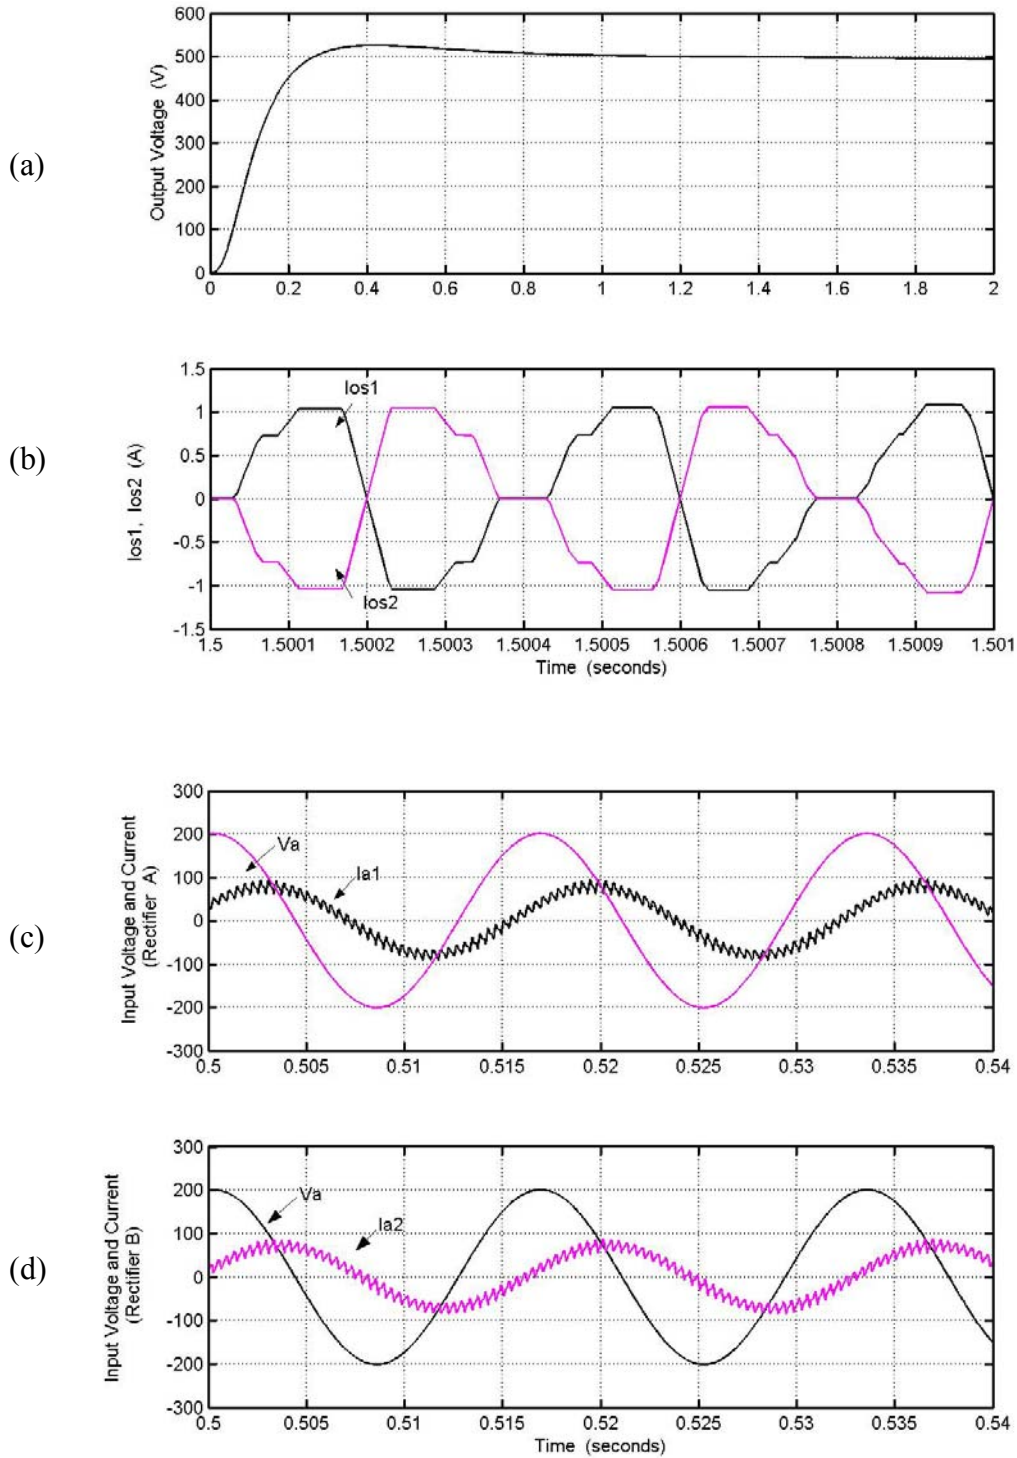 (a)
Output Voltage (V)
600
500
400
300
200
100
0
0 0.2 0.4 0.6 0.8 1 1.2 1.4 1.6 1.8 2
(b)
Ios1, Ios2 (A)
1.5
1
0.5
0
-0.5
-1
-1.5
Ios1
Ios2
1.5 1.5001 1.5002 1.5003 1.5004 1.5005 1.5006 1.5007 1.5008 1.5009 1.501
Time (seconds)
(c)
Input Voltage and Current
(Rectifier A)
300
200
100
0
-100
-200
-300
Va
Ia1
0.5 0.505 0.51 0.515 0.52 0.525 0.53 0.535 0.54
(d)
Input Voltage and Current
(Rectifier B)
300
200
100
0
-100
-200
-300
Va
Ia2
0.5 0.505 0.51 0.515 0.52 0.525 0.53 0.535 0.54
Time (seconds)